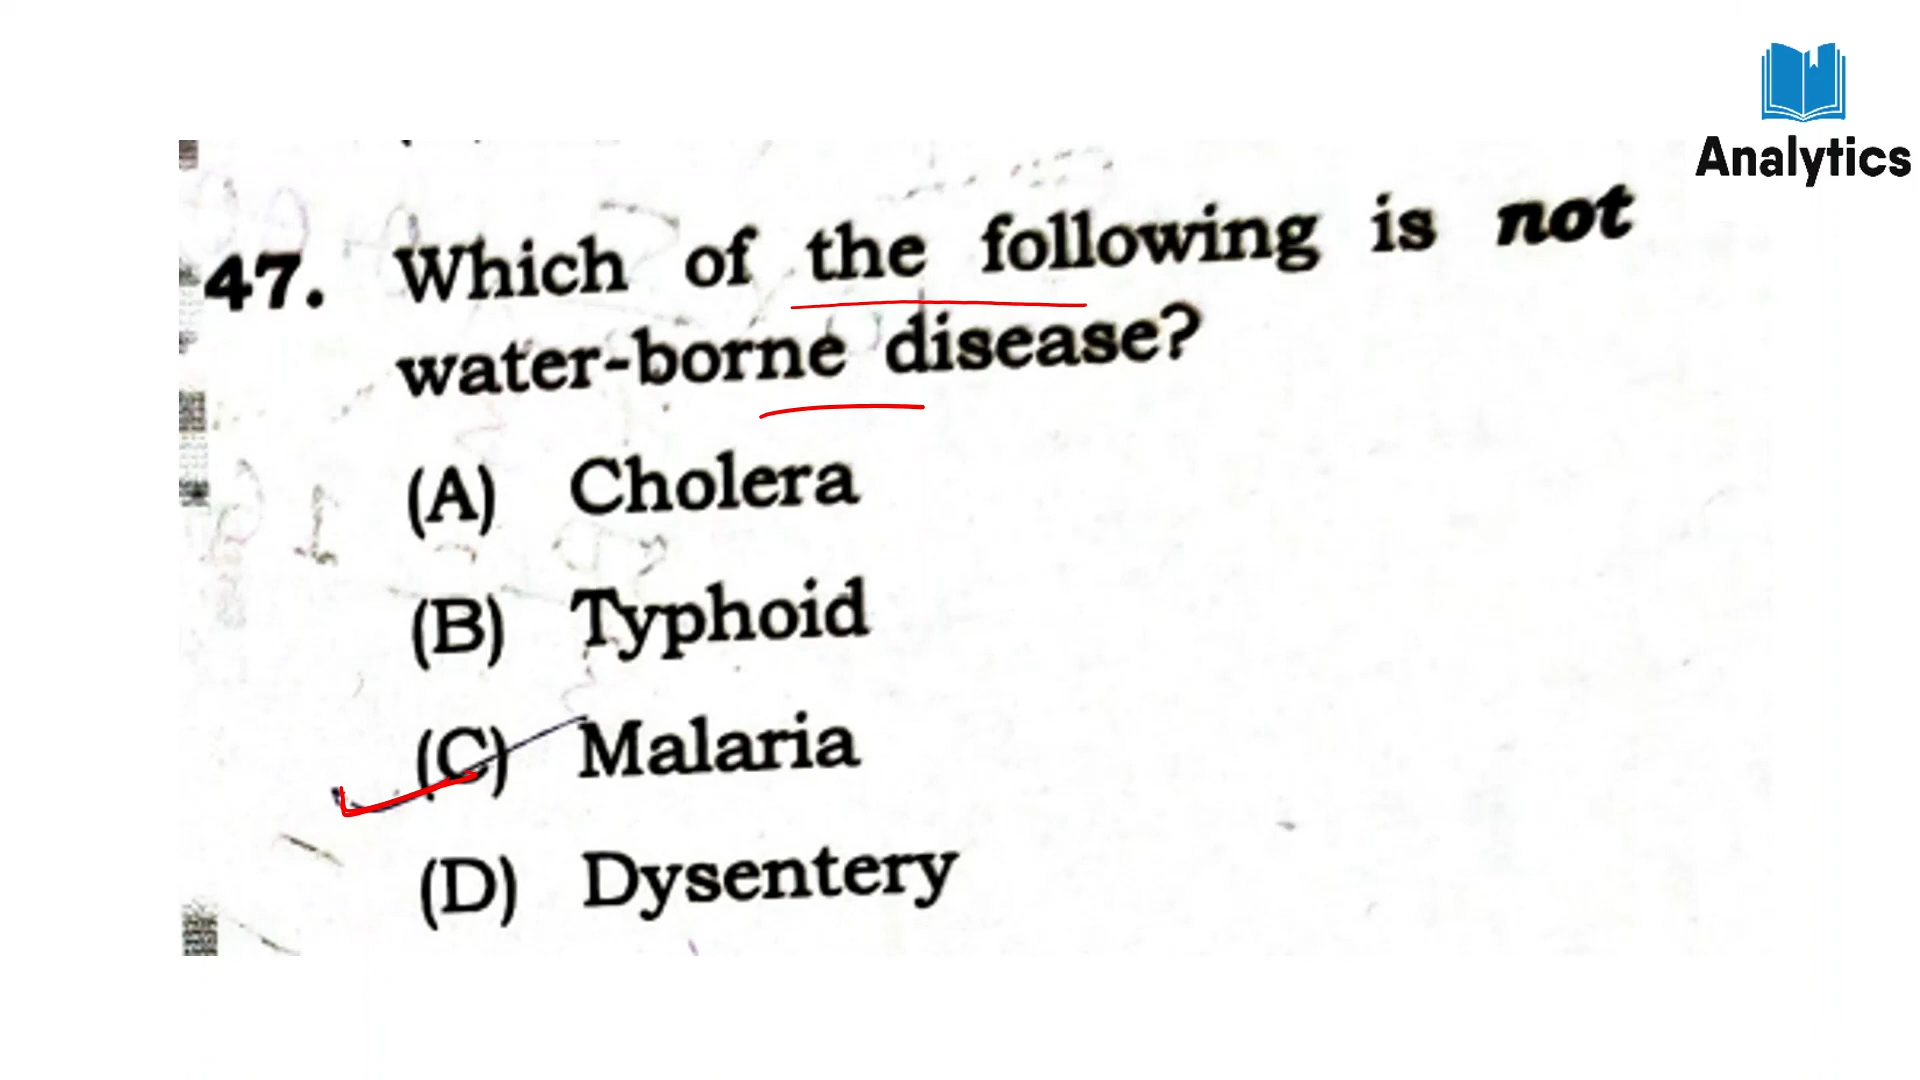 Analytics
47. Which of the following is not
water-borne disease?
(A) Cholera
(B) Typhoid
(C) Malaria
(D) Dysentery